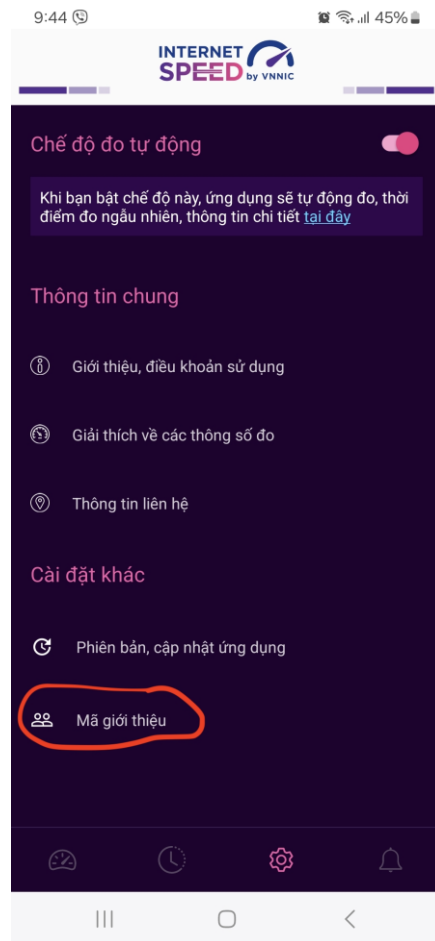 9:44
45%
INTERNET
SPEED by VNNIC
Chế độ đo tự động
Khi bạn bật chế độ này, ứng dụng sẽ tự động đo, thời
điểm đo ngẫu nhiên, thông tin chi tiết tại đây
Thông tin chung
Giới thiệu, điều khoản sử dụng
Giải thích về các thông số đo
Thông tin liên hệ
Cài đặt khác
Phiên bản, cập nhật ứng dụng
Mã giới thiệu